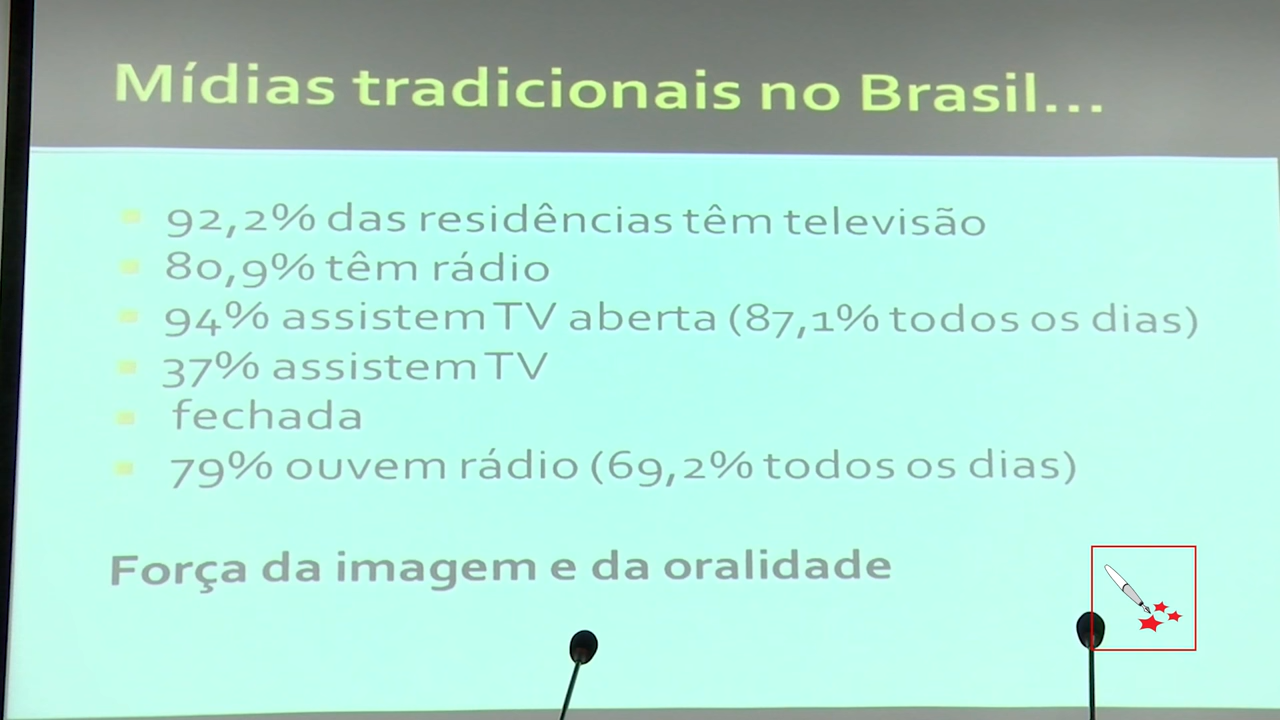 Mídias tradicionais no Brasil...
92,2% das residências têm televisão
80,9% têm rádio
94% assistem TV aberta (87,1% todos os dias)
37% assistem TV
fechada
79% ouvem rádio (69,2% todos os dias)
Força da imagem e da oralidade